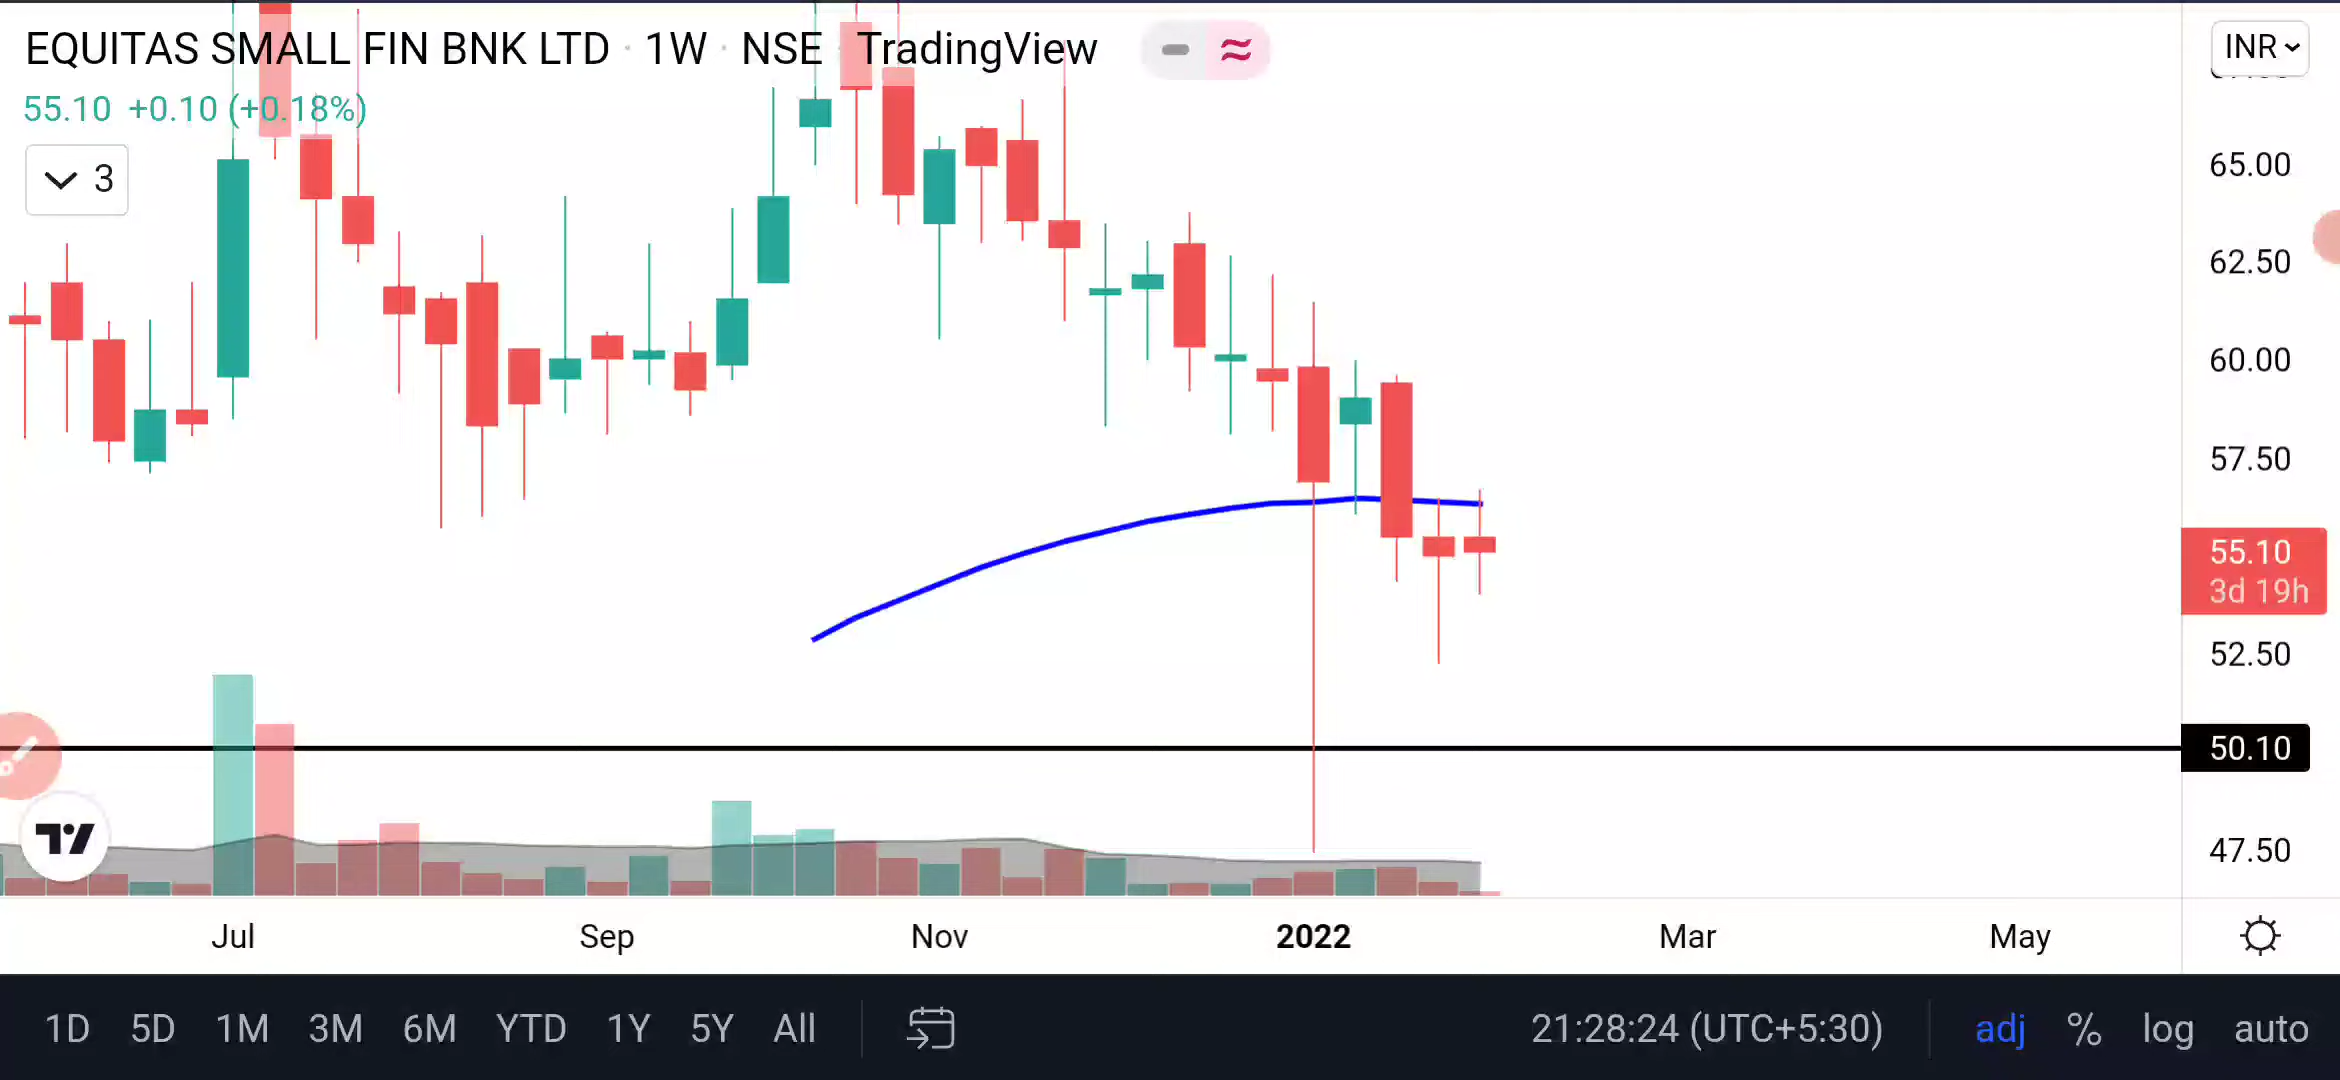 EQUITAS SMALL FIN BNK LTD · 1W · NSE TradingView
INR
55.10 +0.10 (+0.18%)
3
65.00
62.50
60.00
57.50
55.10
3d 19h
52.50
50.10
47.50
Jul Sep Nov 2022 Mar May
1D 5D 1M 3M 6M YTD 1Y 5Y All 21:28:24 (UTC+5:30) adj % log auto